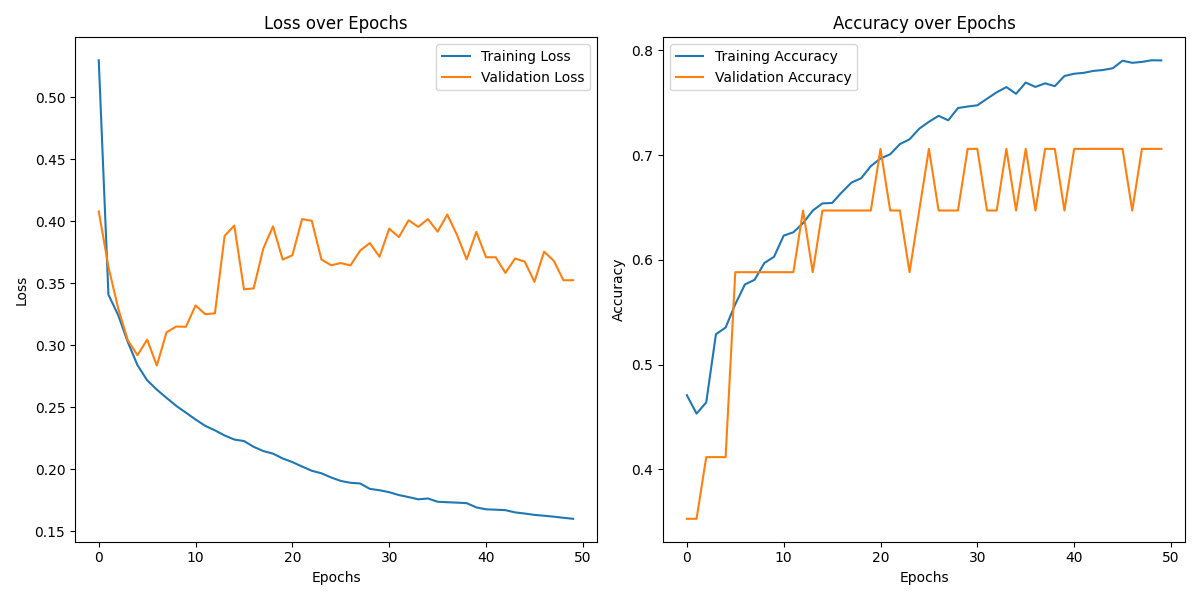 Loss over Epochs
Training Loss
Validation Loss
0.50
0.45
0.40
0.35
0.30
0.25
0.20
0.15
Loss
0 10 20 30 40 50
Epochs
Accuracy over Epochs
Training Accuracy
Validation Accuracy
0.8
0.7
0.6
0.5
0.4
Accuracy
0 10 20 30 40 50
Epochs